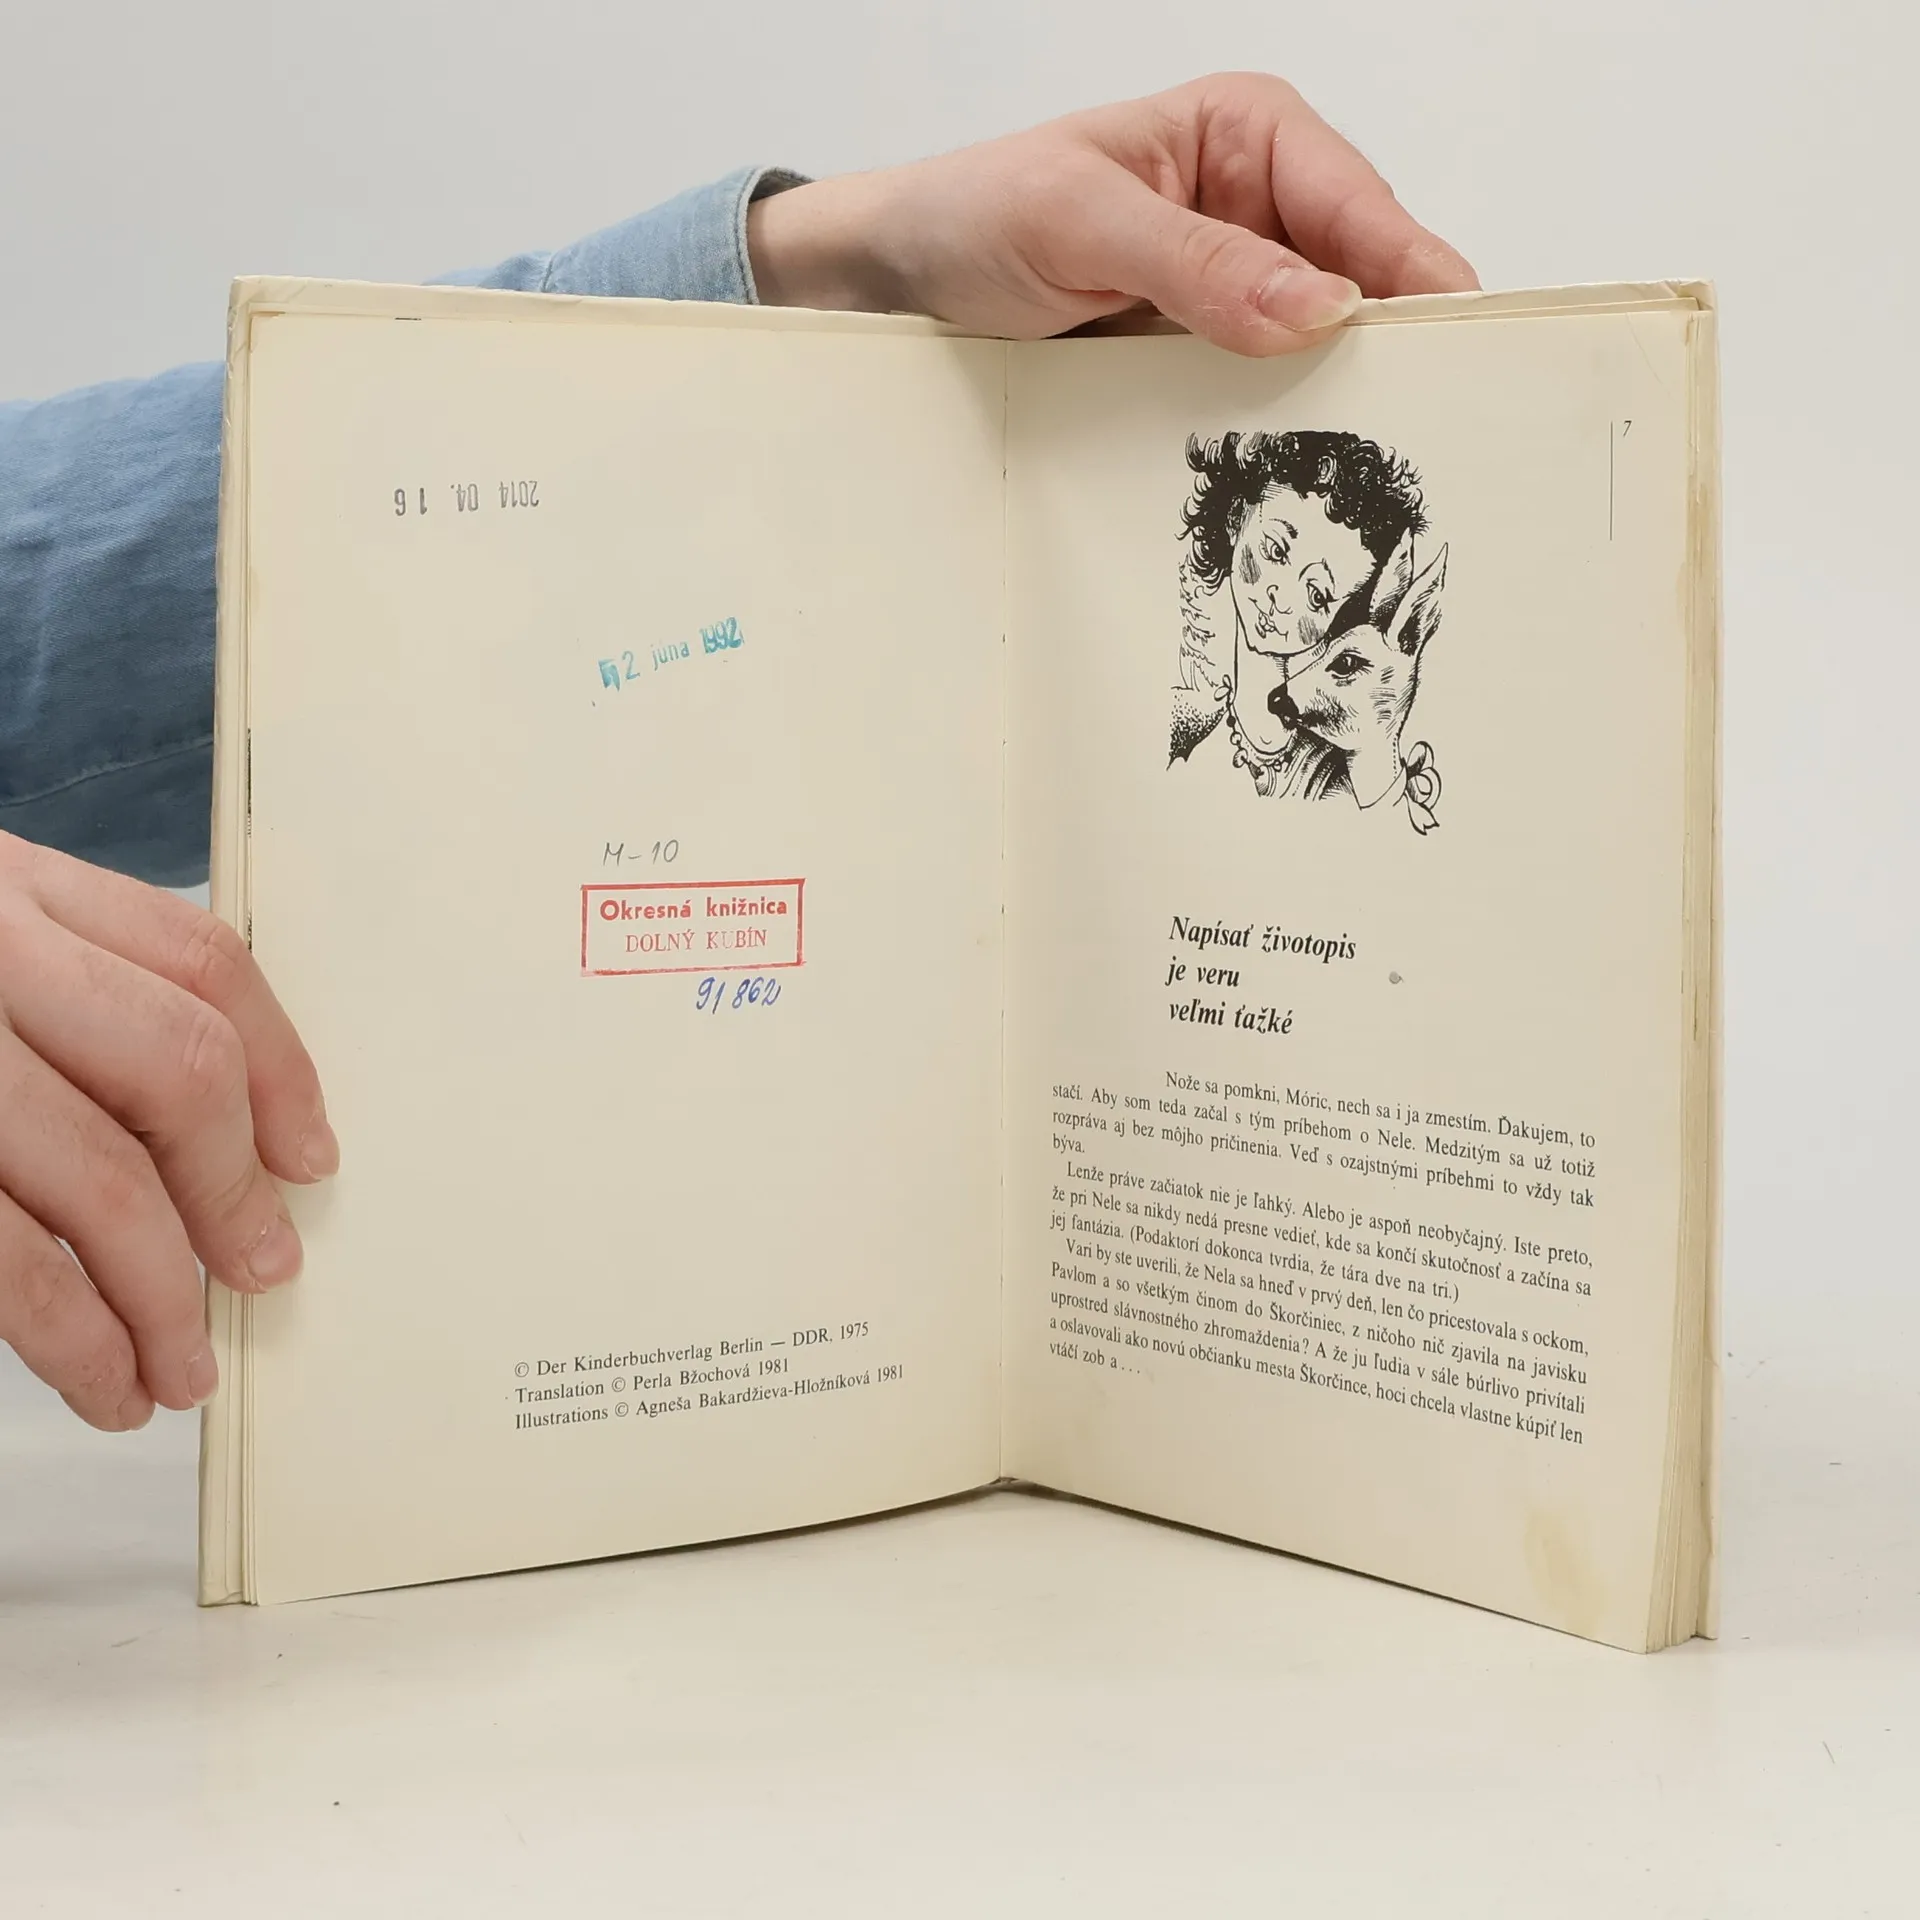 2014 04. 16
2 júna 1992
M-10
Okresná knižnica
DOLNÝ KUBÍN
91 862
© Der Kinderbuchverlag Berlin — DDR, 1975
Translation © Perla Bžochová 1981
Illustrations © Agneša Bakardžieva-Hložníková 1981
7
Napísať životopis
je veru
veľmi ťažké
Nože sa pomkni, Móric, nech sa i ja zmestím. Ďakujem, to
stačí. Aby som teda začal s tým príbehom o Nele. Medzitým sa už totiž
rozpráva aj bez môjho pričinenia. Veď s ozajstnými príbehmi to vždy tak
býva.
Lenže práve začiatok nie je ľahký. Alebo je aspoň neobyčajný. Iste preto,
že pri Nele sa nikdy nedá presne vedieť, kde sa končí skutočnosť a začína sa
jej fantázia. (Podaktorí dokonca tvrdia, že tára dve na tri.)
Vari by ste uverili, že Nela sa hneď v prvý deň, len čo pricestovala s ockom,
Pavlom a so všetkým činom do Škorčiniec, z ničoho nič zjavila na javisku
uprostred slávnostného zhromaždenia? A že ju ľudia v sále búrlivo privítali
a oslavovali ako novú občianku mesta Škorčince, hoci chcela vlastne kúpiť len
vtáčí zob a . . .